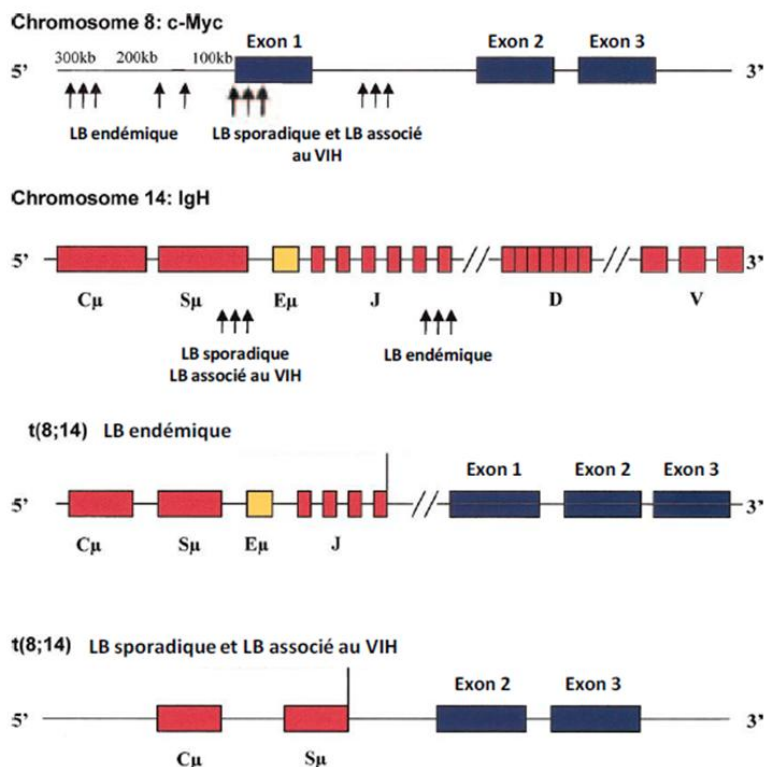 Chromosome 8: c-Myc
300kb 200kb 100kb Exon 1 Exon 2 Exon 3
5' 3'
LB endémique LB sporadique et LB associé
au VIH
Chromosome 14: IgH
5' 3'
Cμ Sμ Eμ J D V
LB sporadique LB endémique
LB associé au VIH
t(8;14) LB endémique
Exon 1 Exon 2 Exon 3
5' 3'
Cμ Sμ Eμ J
t(8;14) LB sporadique et LB associé au VIH
Exon 2 Exon 3
5' 3'
Cμ Sμ